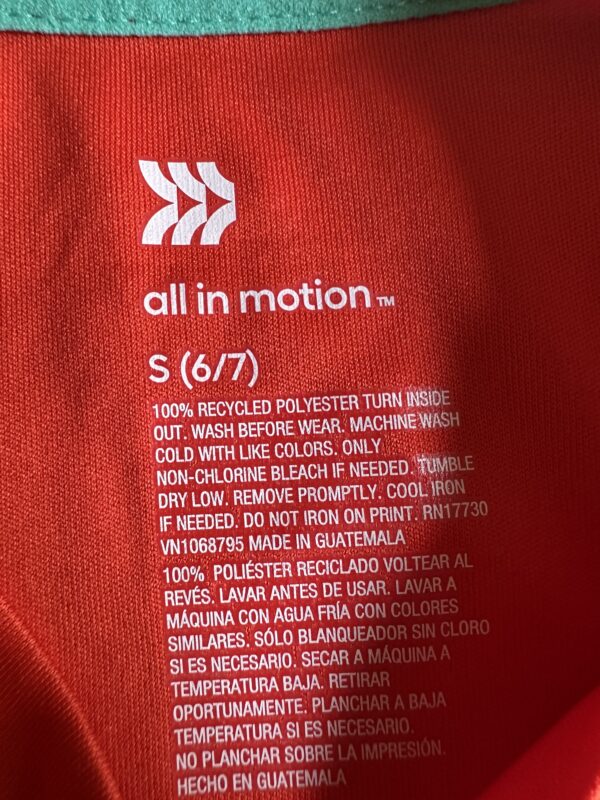 all in motion™
S (6/7)
100% RECYCLED POLYESTER TURN INSIDE
OUT. WASH BEFORE WEAR. MACHINE WASH
COLD WITH LIKE COLORS. ONLY
NON-CHLORINE BLEACH IF NEEDED. TUMBLE
DRY LOW. REMOVE PROMPTLY. COOL IRON
IF NEEDED. DO NOT IRON ON PRINT. RN17730
VN1068795 MADE IN GUATEMALA
100% POLIÉSTER RECICLADO VOLTEAR AL
REVÉS. LAVAR ANTES DE USAR. LAVAR A
MÁQUINA CON AGUA FRÍA CON COLORES
SIMILARES. SÓLO BLANQUEADOR SIN CLORO
SI ES NECESARIO. SECAR A MÁQUINA A
TEMPERATURA BAJA. RETIRAR
OPORTUNAMENTE. PLANCHAR A BAJA
TEMPERATURA SI ES NECESARIO.
NO PLANCHAR SOBRE LA IMPRESIÓN.
HECHO EN GUATEMALA